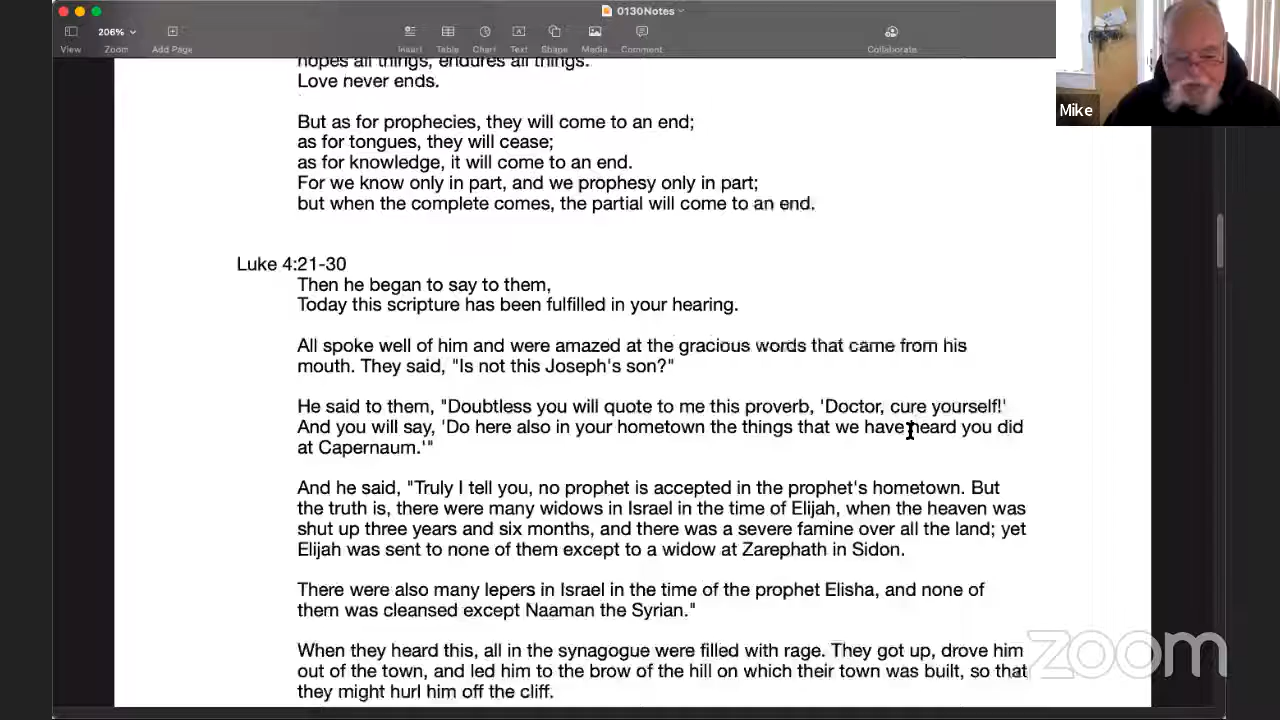 0130Notes
206%
View
Zoom
Add Page
Insert
Table
Chart
Text
Shape
Media
Comment
Collaborate
Mike
hopes all things, endures all things.
Love never ends.
But as for prophecies, they will come to an end;
as for tongues, they will cease;
as for knowledge, it will come to an end.
For we know only in part, and we prophesy only in part;
but when the complete comes, the partial will come to an end.
Luke 4:21-30
Then he began to say to them,
Today this scripture has been fulfilled in your hearing.
All spoke well of him and were amazed at the gracious words that came from his
mouth. They said, "Is not this Joseph's son?"
He said to them, "Doubtless you will quote to me this proverb, 'Doctor, cure yourself!'
And you will say, 'Do here also in your hometown the things that we have heard you did
at Capernaum.'"
And he said, "Truly I tell you, no prophet is accepted in the prophet's hometown. But
the truth is, there were many widows in Israel in the time of Elijah, when the heaven was
shut up three years and six months, and there was a severe famine over all the land; yet
Elijah was sent to none of them except to a widow at Zarephath in Sidon.
There were also many lepers in Israel in the time of the prophet Elisha, and none of
them was cleansed except Naaman the Syrian."
When they heard this, all in the synagogue were filled with rage. They got up, drove him
out of the town, and led him to the brow of the hill on which their town was built, so that
they might hurl him off the cliff.
zoom